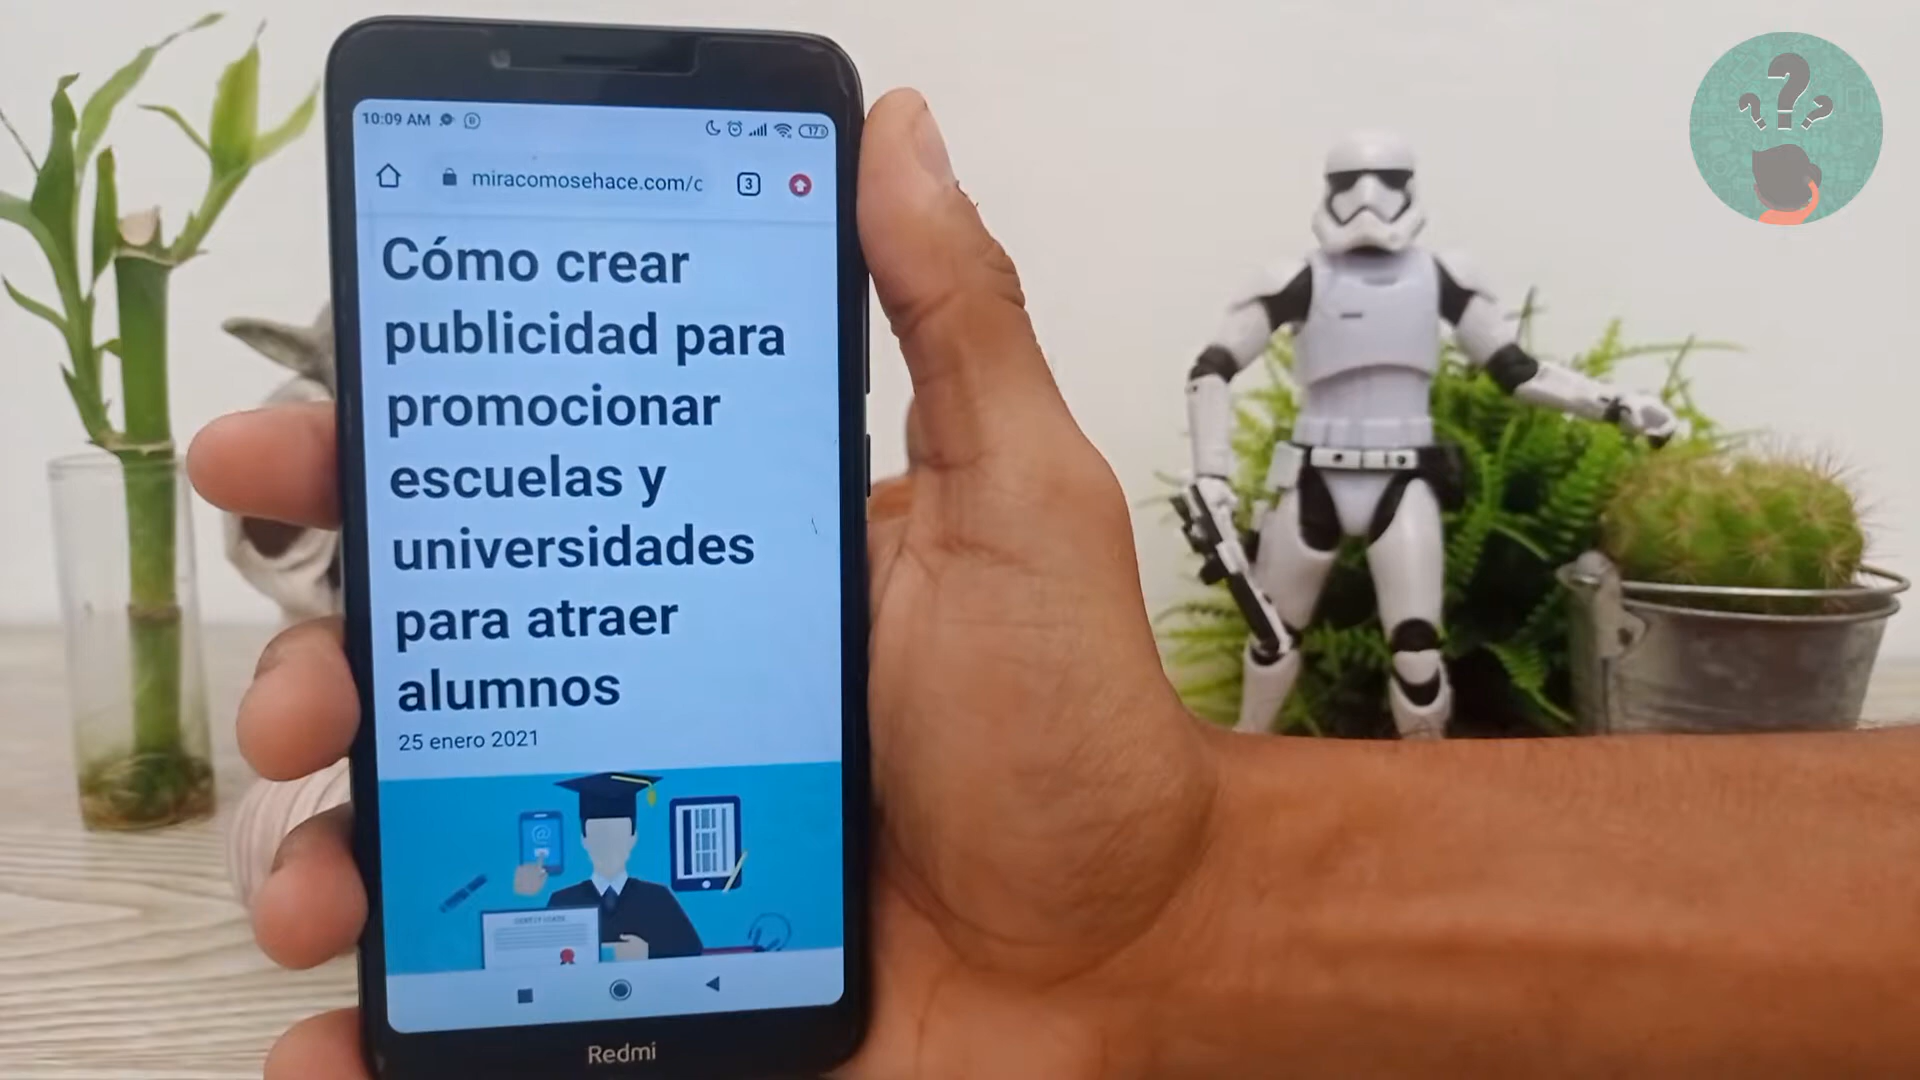 10:09 AM
17
miracomosehace.com/c
3
Cómo crear
publicidad para
promocionar
escuelas y
universidades
para atraer
alumnos
25 enero 2021
@
Redmi
???